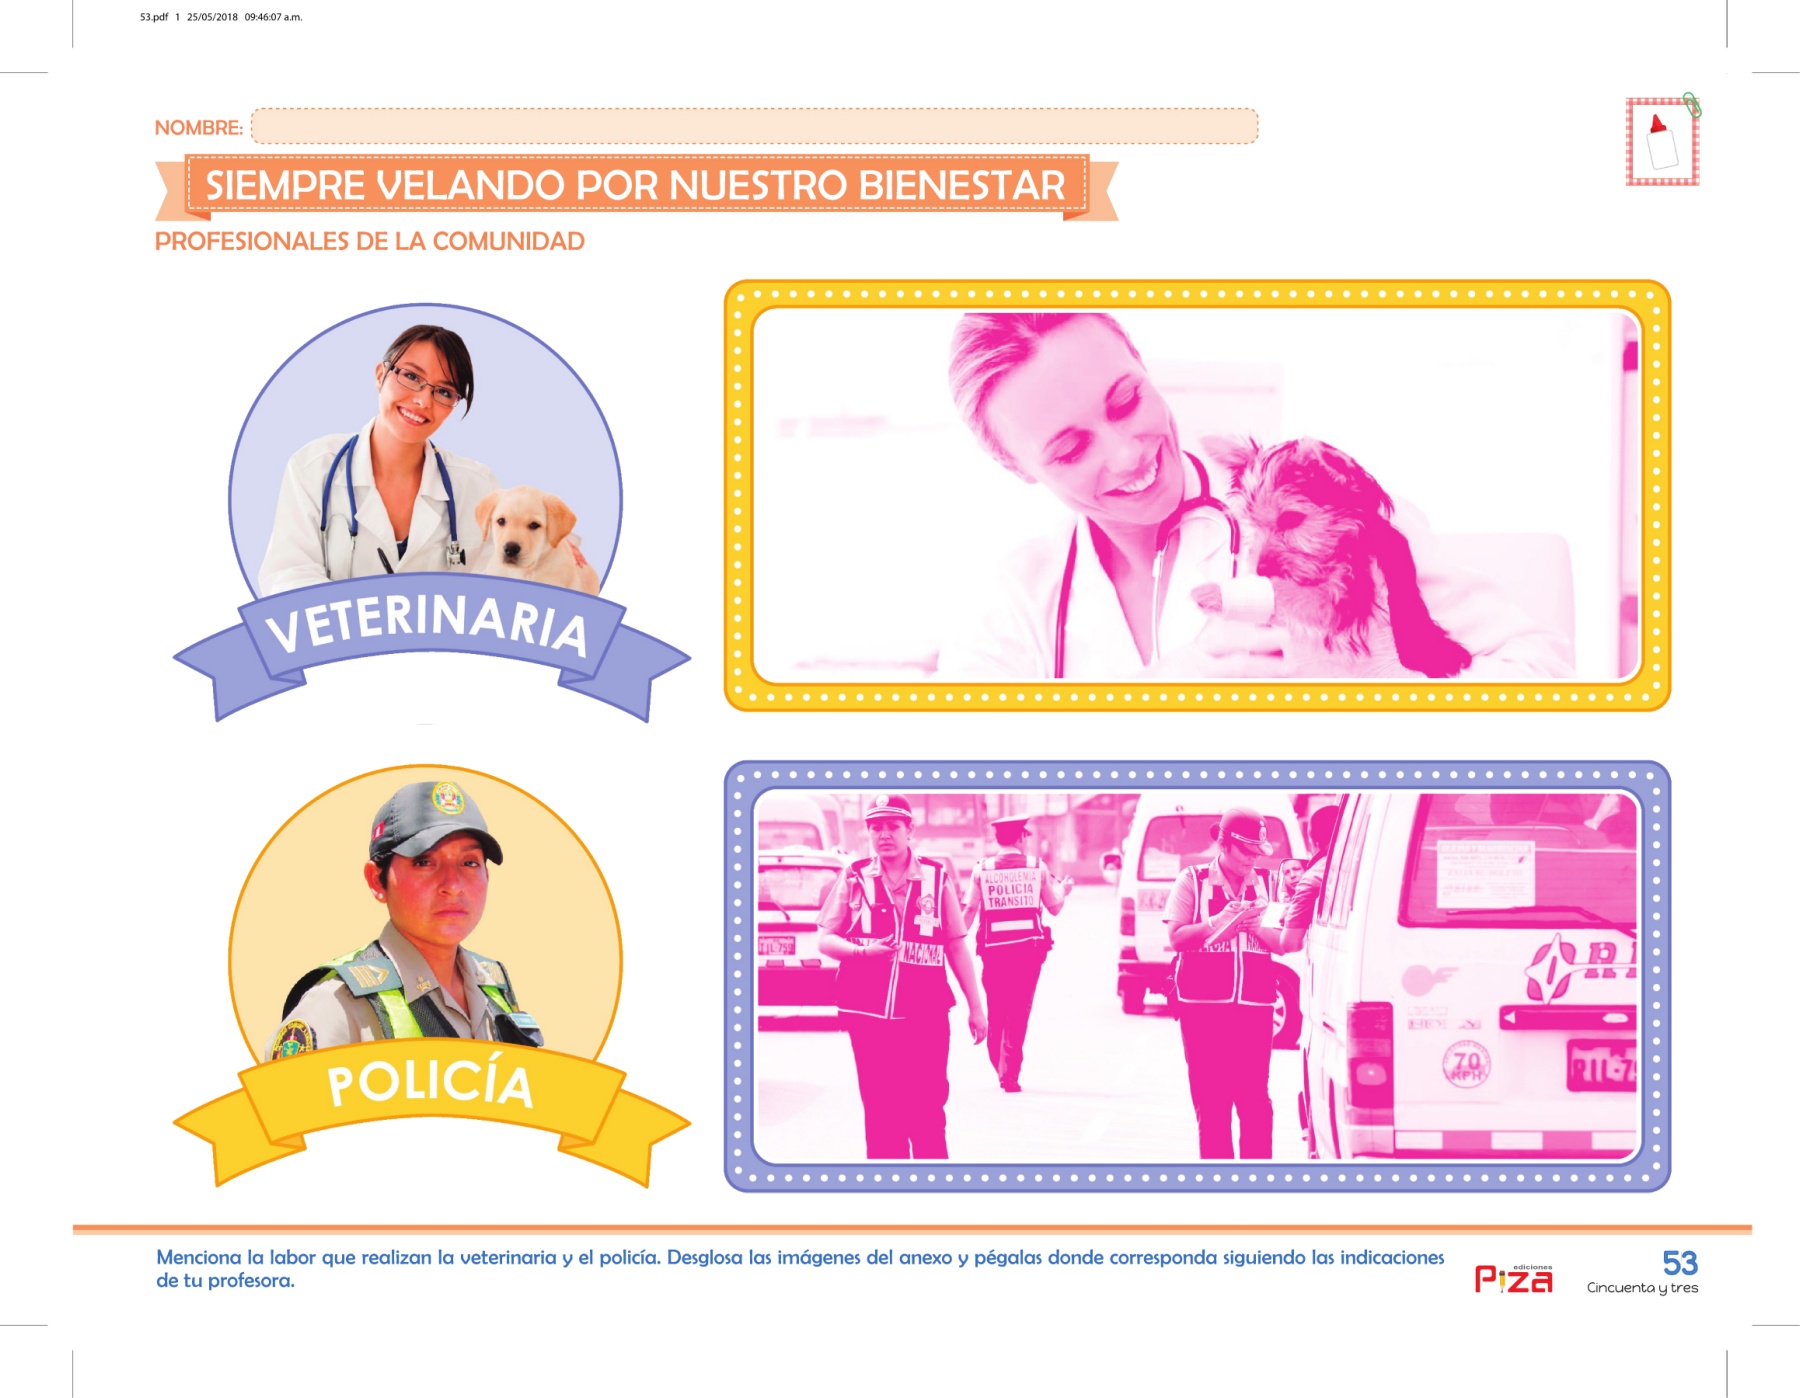 53.pdf 1 25/05/2018 09:46:07 a.m.
NOMBRE:
SIEMPRE VELANDO POR NUESTRO BIENESTAR
PROFESIONALES DE LA COMUNIDAD
VETERINARIA
POLICÍA
ALCOHOLEMIA
POLICIA
TRANSITO
NACIONAL
70
KPH
Menciona la labor que realizan la veterinaria y el policía. Desglosa las imágenes del anexo y pégalas donde corresponda siguiendo las indicaciones
de tu profesora.
ediciones
Piza
53
Cincuenta y tres